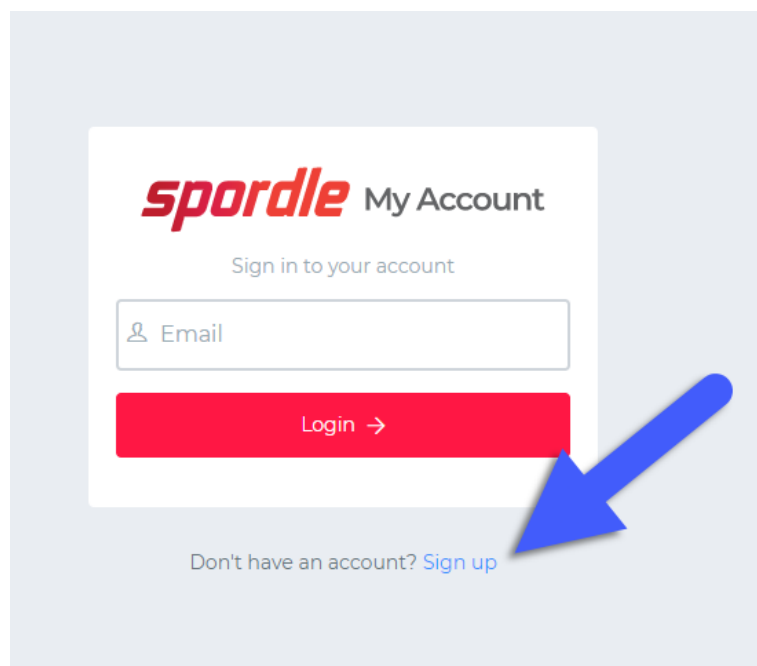 spordle My Account
Sign in to your account
Email
Login →
Don't have an account? Sign up